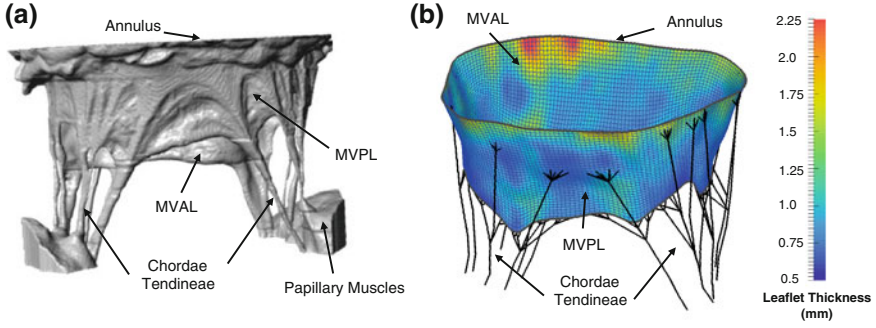 (a)
Annulus
MVPL
MVAL
Chordae
Tendineae
Papillary Muscles
(b)
MVAL
Annulus
MVPL
Chordae
Tendineae
2.25
2.0
1.75
1.5
1.25
1.0
0.75
0.5
Leaflet Thickness
(mm)